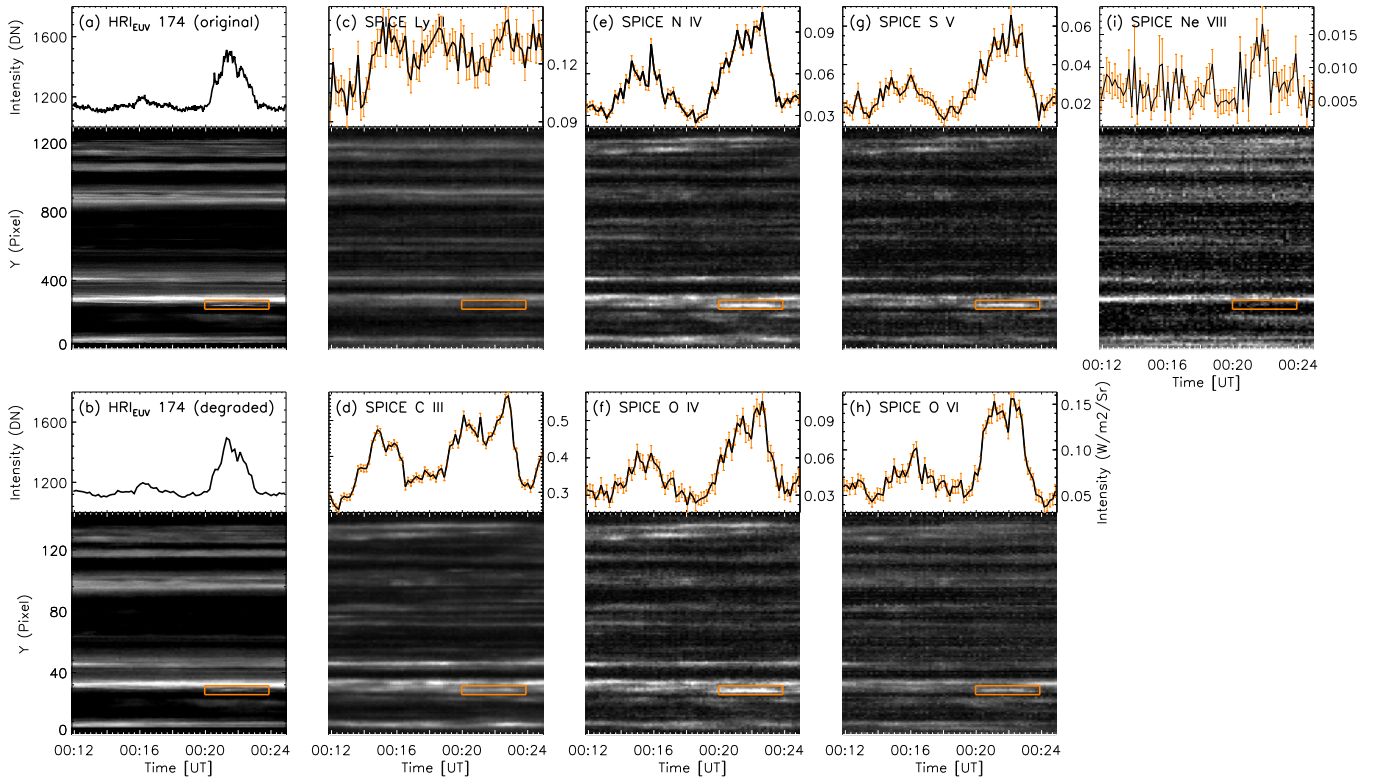 (a) HRI_EUV 174 (original)
(c) SPICE Ly II
(e) SPICE N IV
(g) SPICE S V
(i) SPICE Ne VIII
Intensity (DN)
1600
1200
0.12
0.09
0.09
0.06
0.03
0.06
0.04
0.02
0.015
0.010
0.005
Y (Pixel)
1200
800
400
0
00:12 00:16 00:20 00:24
Time [UT]
(b) HRI_EUV 174 (degraded)
(d) SPICE C III
(f) SPICE O IV
(h) SPICE O VI
Intensity (DN)
1600
1200
0.5
0.4
0.3
0.09
0.06
0.03
0.15
0.10
0.05
Intensity (W/m2/Sr)
Y (Pixel)
120
80
40
0
00:12 00:16 00:20 00:24
Time [UT]
00:12 00:16 00:20 00:24
Time [UT]
00:12 00:16 00:20 00:24
Time [UT]
00:12 00:16 00:20 00:24
Time [UT]